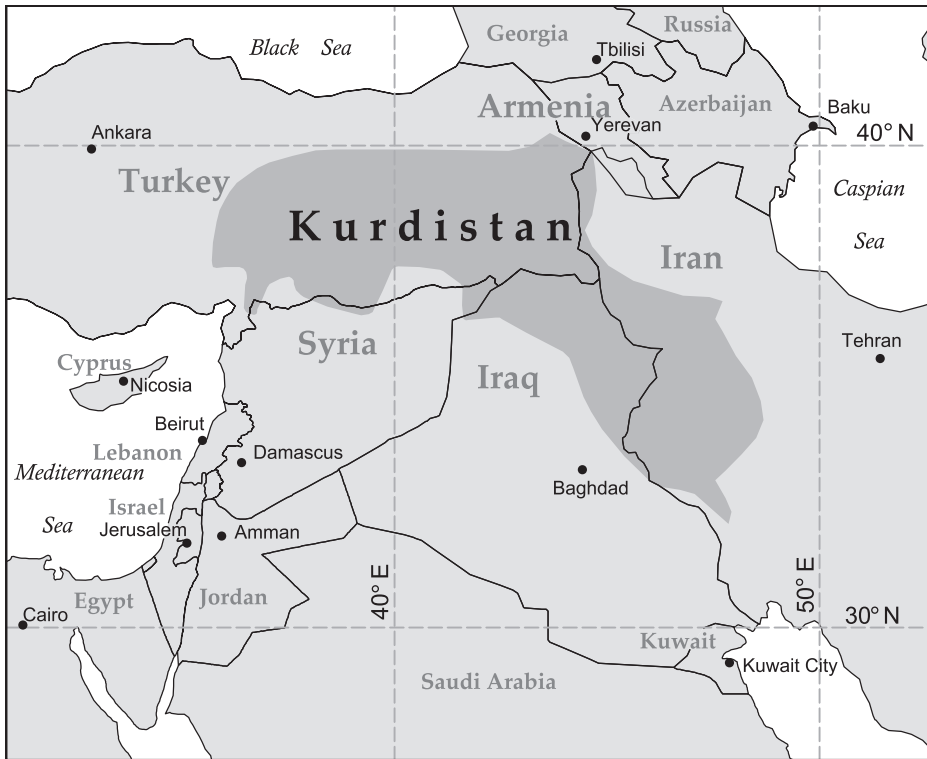 Black Sea
Georgia
Russia
Tbilisi
Armenia
Azerbaijan
Yerevan
Baku
40° N
Ankara
Turkey
Caspian
Sea
Kurdistan
Iran
Syria
Tehran
Cyprus
Nicosia
Iraq
Beirut
Lebanon
Damascus
Mediterranean
Sea
Baghdad
Israel
Jerusalem
Amman
40° E
50° E
Egypt
Jordan
Cairo
30° N
Kuwait
Kuwait City
Saudi Arabia